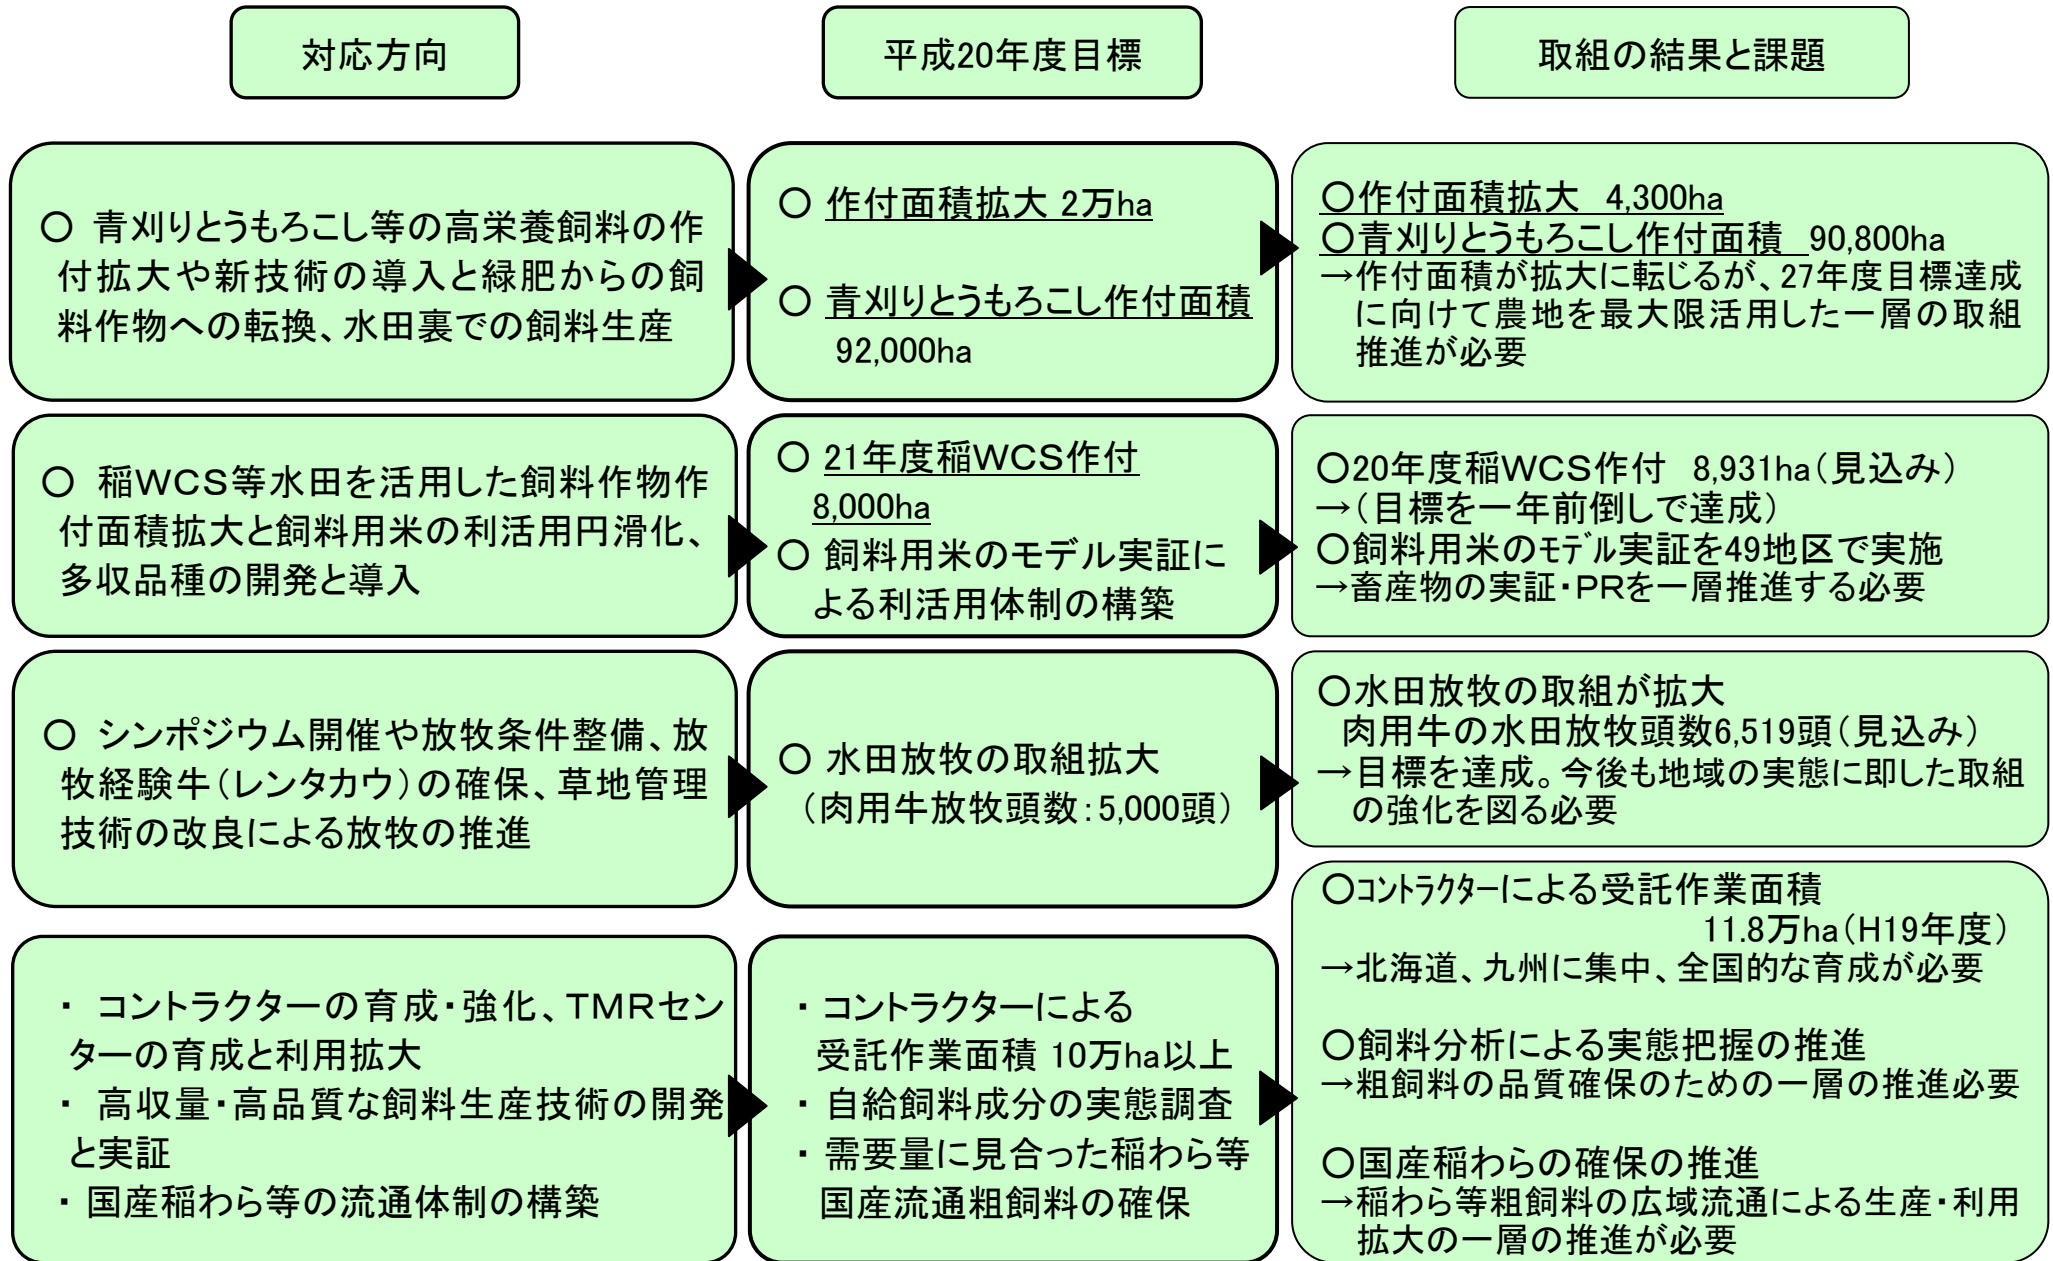 対応方向
平成20年度目標
取組の結果と課題
○ 青刈りとうもろこし等の高栄養飼料の作
付拡大や新技術の導入と緑肥からの飼
料作物への転換、水田裏での飼料生産
○ 作付面積拡大 2万ha
○ 青刈りとうもろこし作付面積
92,000ha
○作付面積拡大 4,300ha
○青刈りとうもろこし作付面積 90,800ha
→作付面積が拡大に転じるが、27年度目標達成
に向けて農地を最大限活用した一層の取組
推進が必要
○ 稲WCS等水田を活用した飼料作物作
付面積拡大と飼料用米の利活用円滑化、
多収品種の開発と導入
○ 21年度稲WCS作付
8,000ha
○ 飼料用米のモデル実証に
よる利活用体制の構築
○20年度稲WCS作付 8,931ha(見込み)
→(目標を一年前倒しで達成)
○飼料用米のﾓﾃﾞﾙ実証を49地区で実施
→畜産物の実証・PRを一層推進する必要
○ シンポジウム開催や放牧条件整備、放
牧経験牛(レンタカウ)の確保、草地管理
技術の改良による放牧の推進
○ 水田放牧の取組拡大
(肉用牛放牧頭数:5,000頭)
○水田放牧の取組が拡大
肉用牛の水田放牧頭数6,519頭(見込み)
→目標を達成。今後も地域の実態に即した取組
の強化を図る必要
・ コントラクターの育成・強化、TMRセン
ターの育成と利用拡大
・ 高収量・高品質な飼料生産技術の開発
と実証
・ 国産稲わら等の流通体制の構築
・ コントラクターによる
受託作業面積 10万ha以上
・ 自給飼料成分の実態調査
・ 需要量に見合った稲わら等
国産流通粗飼料の確保
○ｺﾝﾄﾗｸﾀｰによる受託作業面積
11.8万ha(H19年度)
→北海道、九州に集中、全国的な育成が必要
○飼料分析による実態把握の推進
→粗飼料の品質確保のための一層の推進必要
○国産稲わらの確保の推進
→稲わら等粗飼料の広域流通による生産・利用
拡大の一層の推進が必要